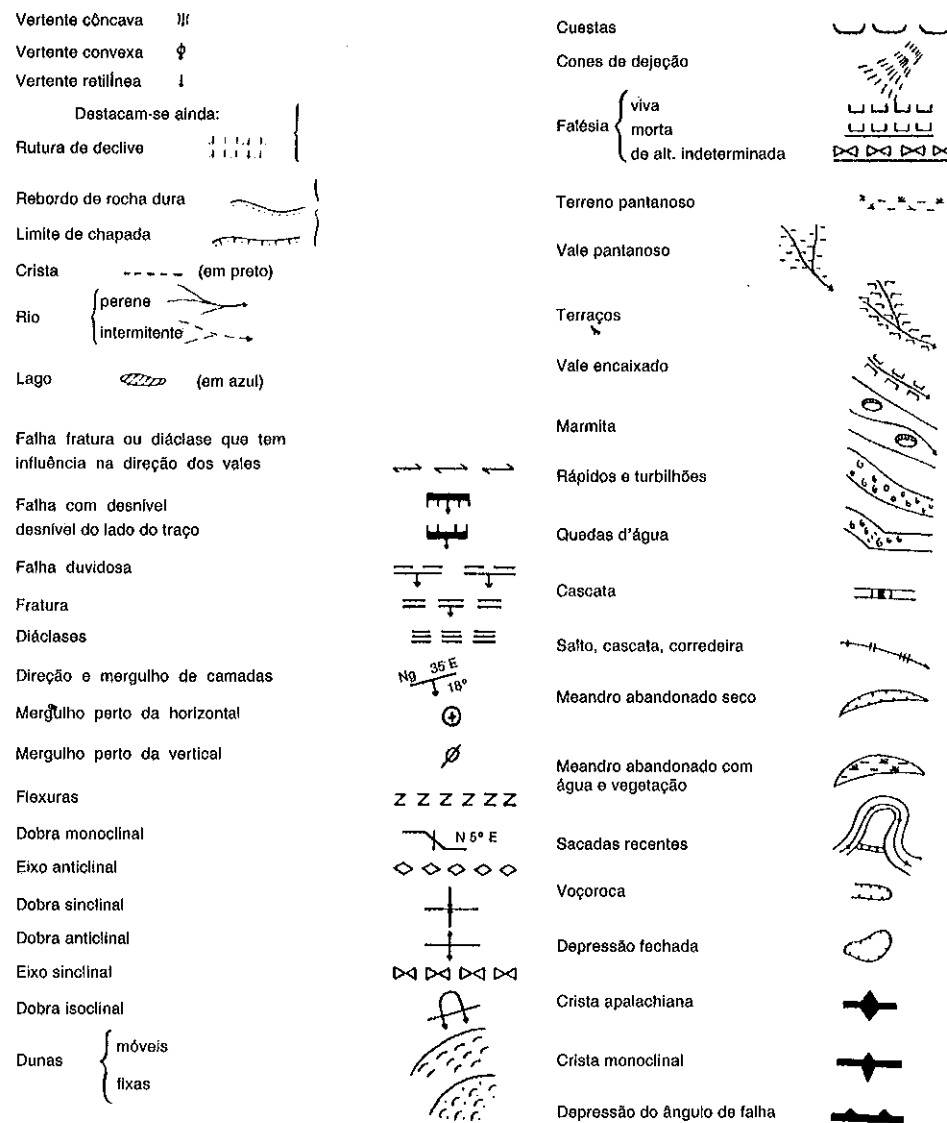 Vertente côncava
Vertente convexa
Vertente retilínea
Destacam-se ainda:
Rutura de declive
Rebordo de rocha dura
Limite de chapada
Crista (em preto)
Rio
perene
intermitente
Lago (em azul)
Falha fratura ou diáclase que tem
influência na direção dos vales
Falha com desnível
desnível do lado do traço
Falha duvidosa
Fratura
Diáclases
Direção e mergulho de camadas Ng 35 E 18º
Mergulho perto da horizontal
Mergulho perto da vertical
Flexuras
Dobra monoclinal N 5º E
Eixo anticlinal
Dobra sinclinal
Dobra anticlinal
Eixo sinclinal
Dobra isoclinal
Dunas
móveis
fixas
Cuestas
Cones de dejeção
Falésia
viva
morta
de alt. indeterminada
Terreno pantanoso
Vale pantanoso
Terraços
Vale encaixado
Marmita
Rápidos e turbilhões
Quedas d'água
Cascata
Salto, cascata, corredeira
Meandro abandonado seco
Meandro abandonado com
água e vegetação
Sacadas recentes
Voçoroca
Depressão fechada
Crista apalachiana
Crista monoclinal
Depressão do ângulo de falha